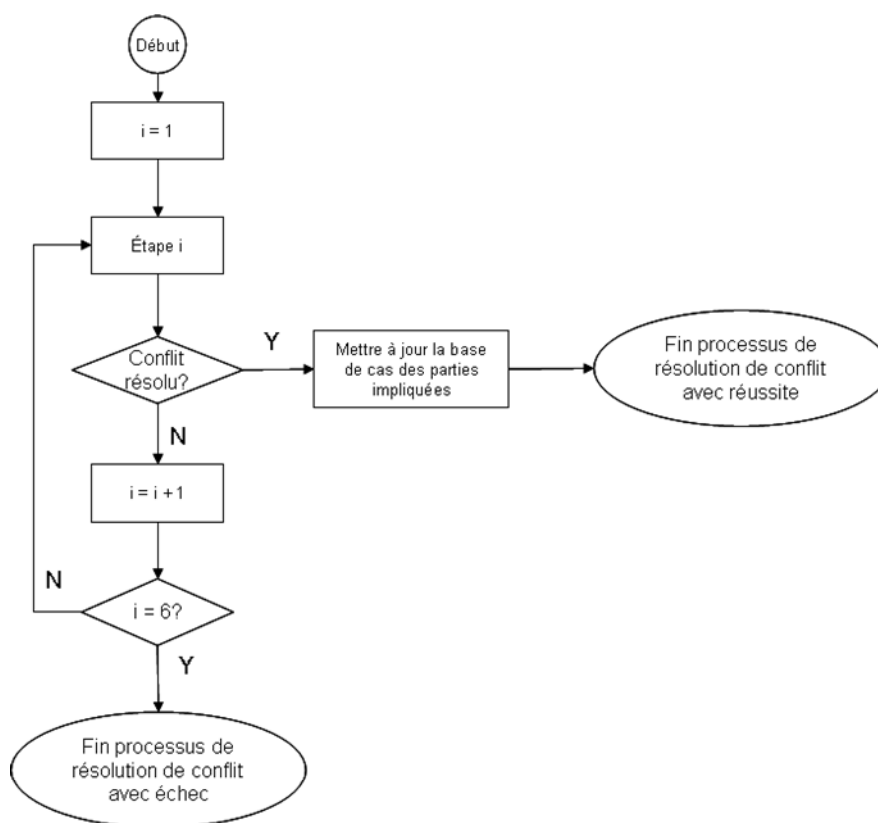 Début
i = 1
Étape i
Conflit
résolu?
Y
Mettre à jour la base
de cas des parties
impliquées
Fin processus de
résolution de conflit
avec réussite
N
i = i + 1
N
i = 6?
Y
Fin processus de
résolution de conflit
avec échec